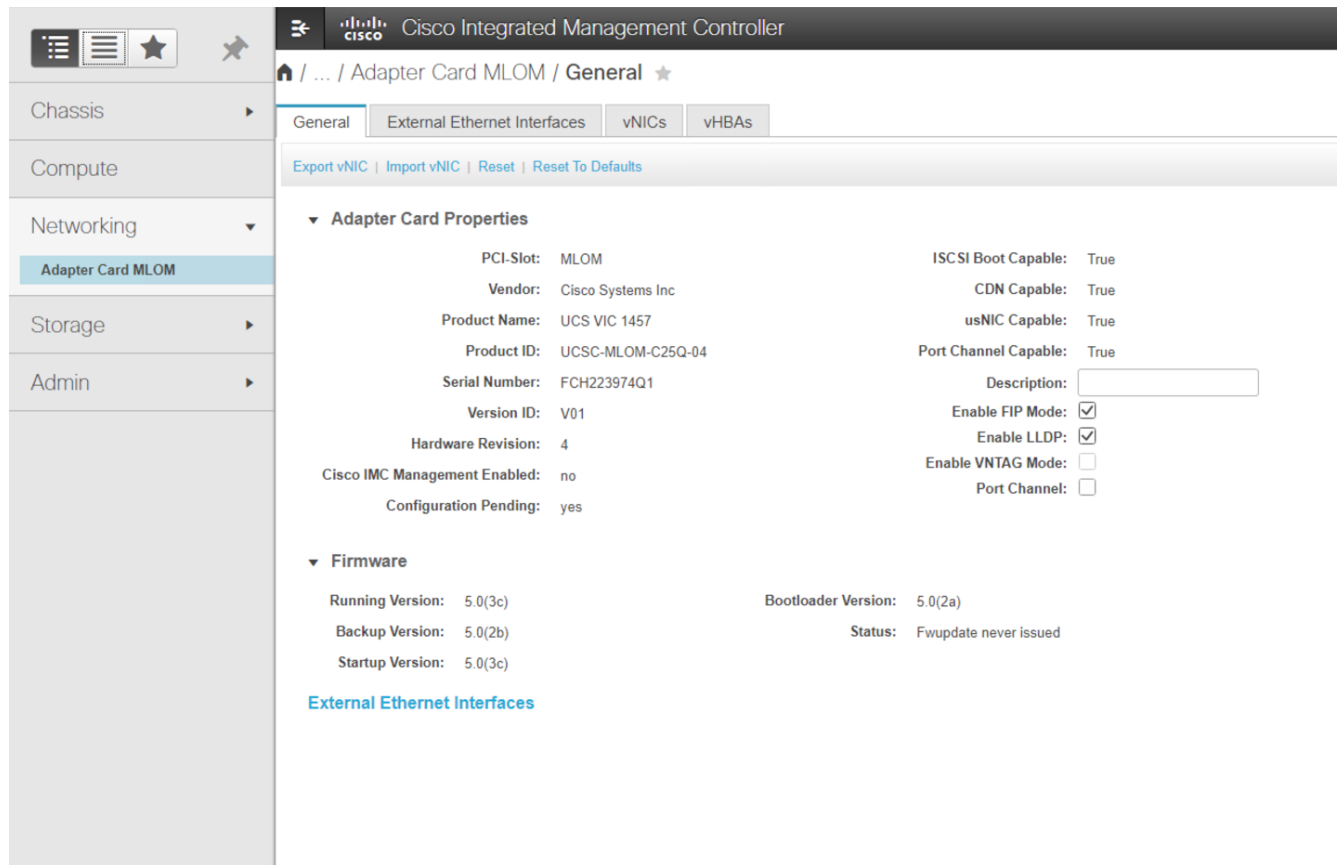 cisco Cisco Integrated Management Controller
/ ... / Adapter Card MLOM / General
Chassis
Compute
Networking
Adapter Card MLOM
Storage
Admin
General External Ethernet Interfaces vNICs vHBAs
Export vNIC | Import vNIC | Reset | Reset To Defaults
Adapter Card Properties
PCI-Slot: MLOM
Vendor: Cisco Systems Inc
Product Name: UCS VIC 1457
Product ID: UCSC-MLOM-C25Q-04
Serial Number: FCH223974Q1
Version ID: V01
Hardware Revision: 4
Cisco IMC Management Enabled: no
Configuration Pending: yes
ISCSI Boot Capable: True
CDN Capable: True
usNIC Capable: True
Port Channel Capable: True
Description:
Enable FIP Mode:
Enable LLDP:
Enable VNTAG Mode:
Port Channel:
Firmware
Running Version: 5.0(3c)
Backup Version: 5.0(2b)
Startup Version: 5.0(3c)
Bootloader Version: 5.0(2a)
Status: Fwupdate never issued
External Ethernet Interfaces